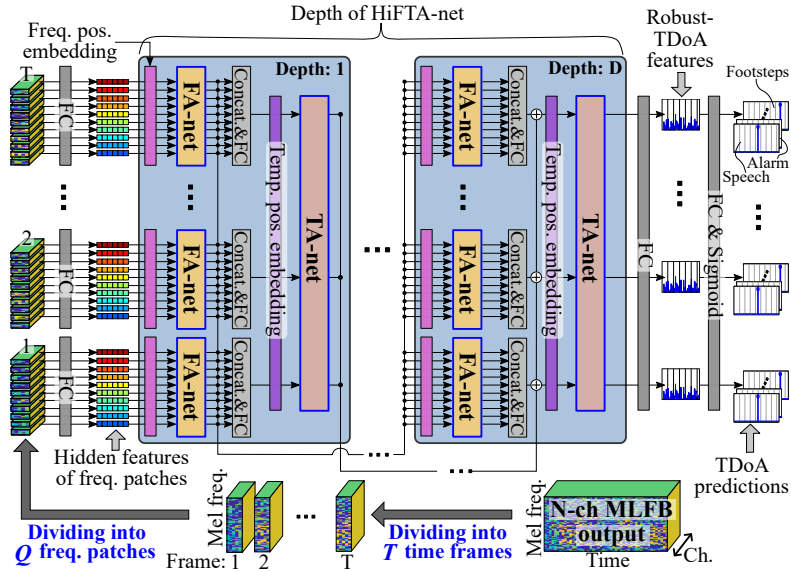 Depth of HiFTA-net
Freq. pos.
embedding
Robust-
TDoA
features
Footsteps
Speech
Alarm
Depth: 1
Depth: D
T
FC
FA-net
Concat.&FC
FA-net
Concat.&FC
...
...
...
...
...
2
FC
FA-net
Concat.&FC
Temp. pos. embedding
TA-net
...
FA-net
Concat.&FC
Temp. pos. embedding
TA-net
FC
FC & Sigmoid
1
FC
FA-net
Concat.&FC
FA-net
Concat.&FC
Hidden features
of freq. patches
...
...
TDoA
predictions
Dividing into
Q freq. patches
Mel freq.
...
Frame: 1 2 T
Dividing into
T time frames
Mel freq.
N-ch MLFB
output
Time
Ch.